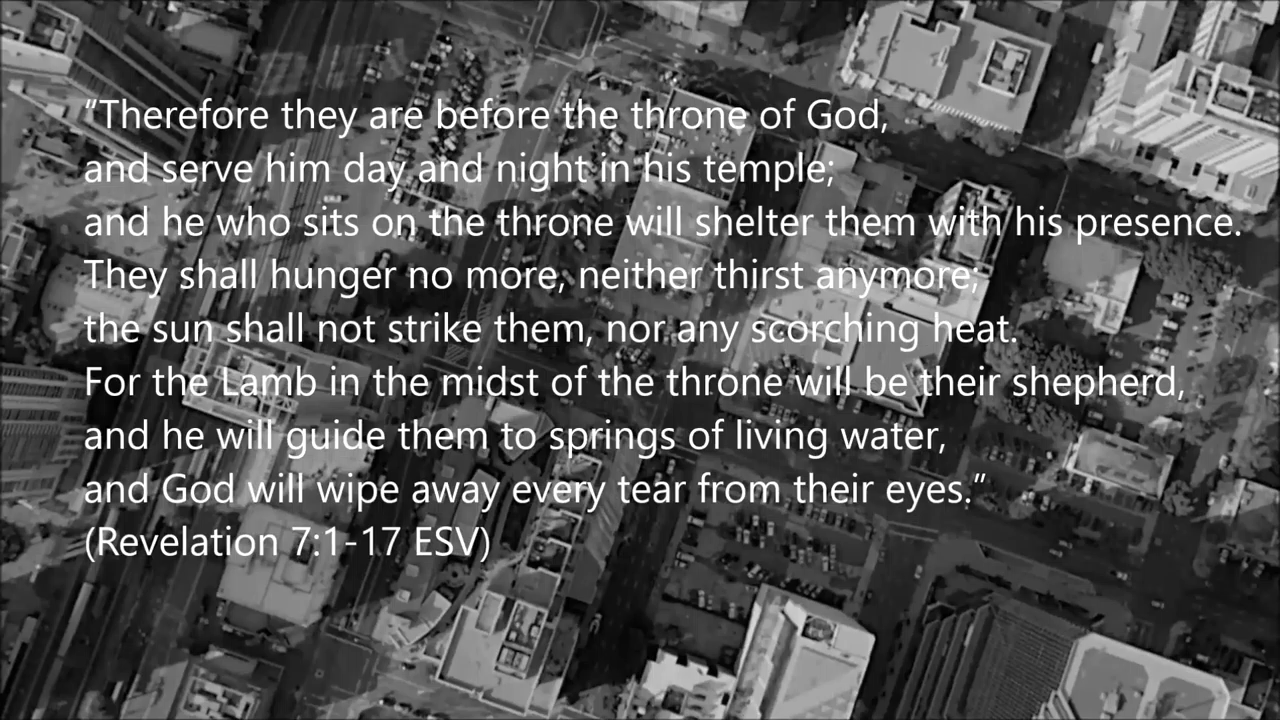 “Therefore they are before the throne of God,
and serve him day and night in his temple;
and he who sits on the throne will shelter them with his presence.
They shall hunger no more, neither thirst anymore;
the sun shall not strike them, nor any scorching heat.
For the Lamb in the midst of the throne will be their shepherd,
and he will guide them to springs of living water,
and God will wipe away every tear from their eyes.”
(Revelation 7:1-17 ESV)